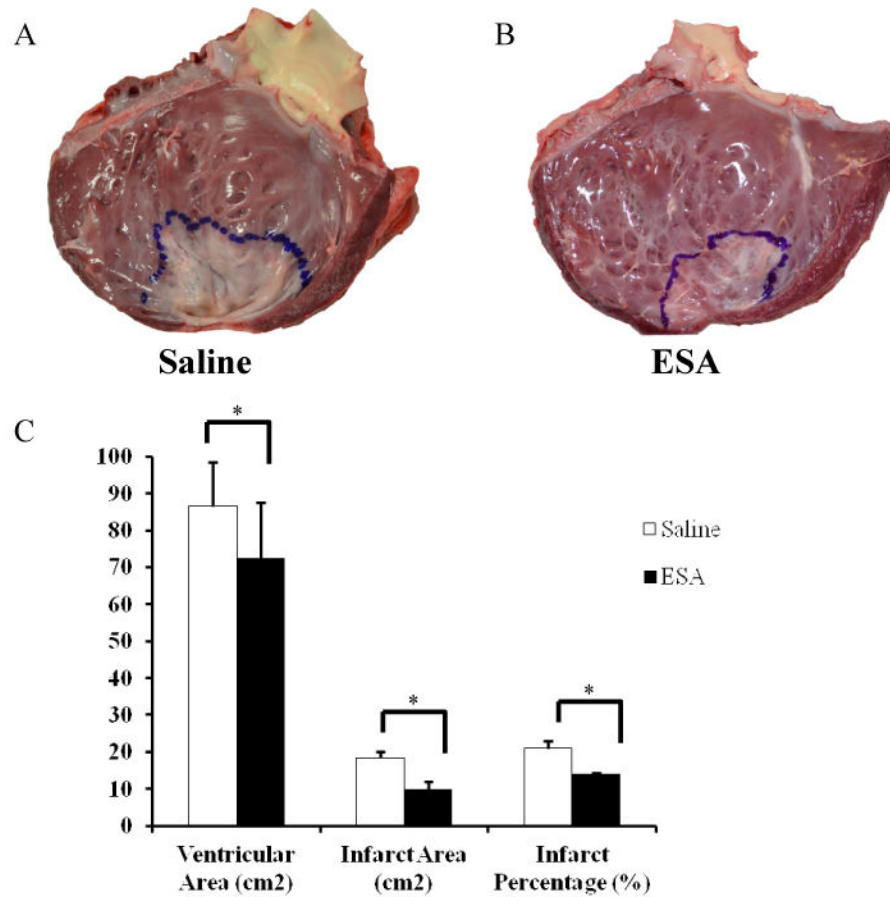 A
B
Saline
ESA
C
*
100
90
80
70
60
50
40
30
20
10
0
*
*
Saline
ESA
Ventricular
Area (cm2)
Infarct Area
(cm2)
Infarct
Percentage (%)